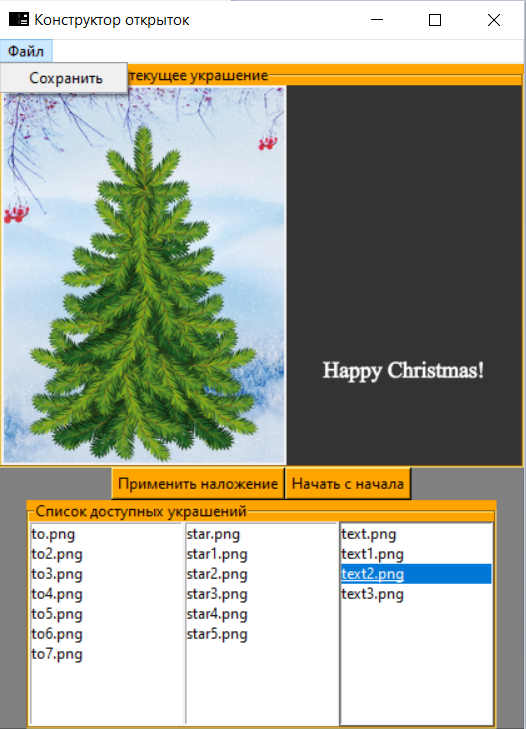 Конструктор открыток
Файл
Сохранить
текущее украшение
Happy Christmas!
Применить наложение
Начать с начала
Список доступных украшений
to.png
to2.png
to3.png
to4.png
to5.png
to6.png
to7.png
star.png
star1.png
star2.png
star3.png
star4.png
star5.png
text.png
text1.png
text2.png
text3.png